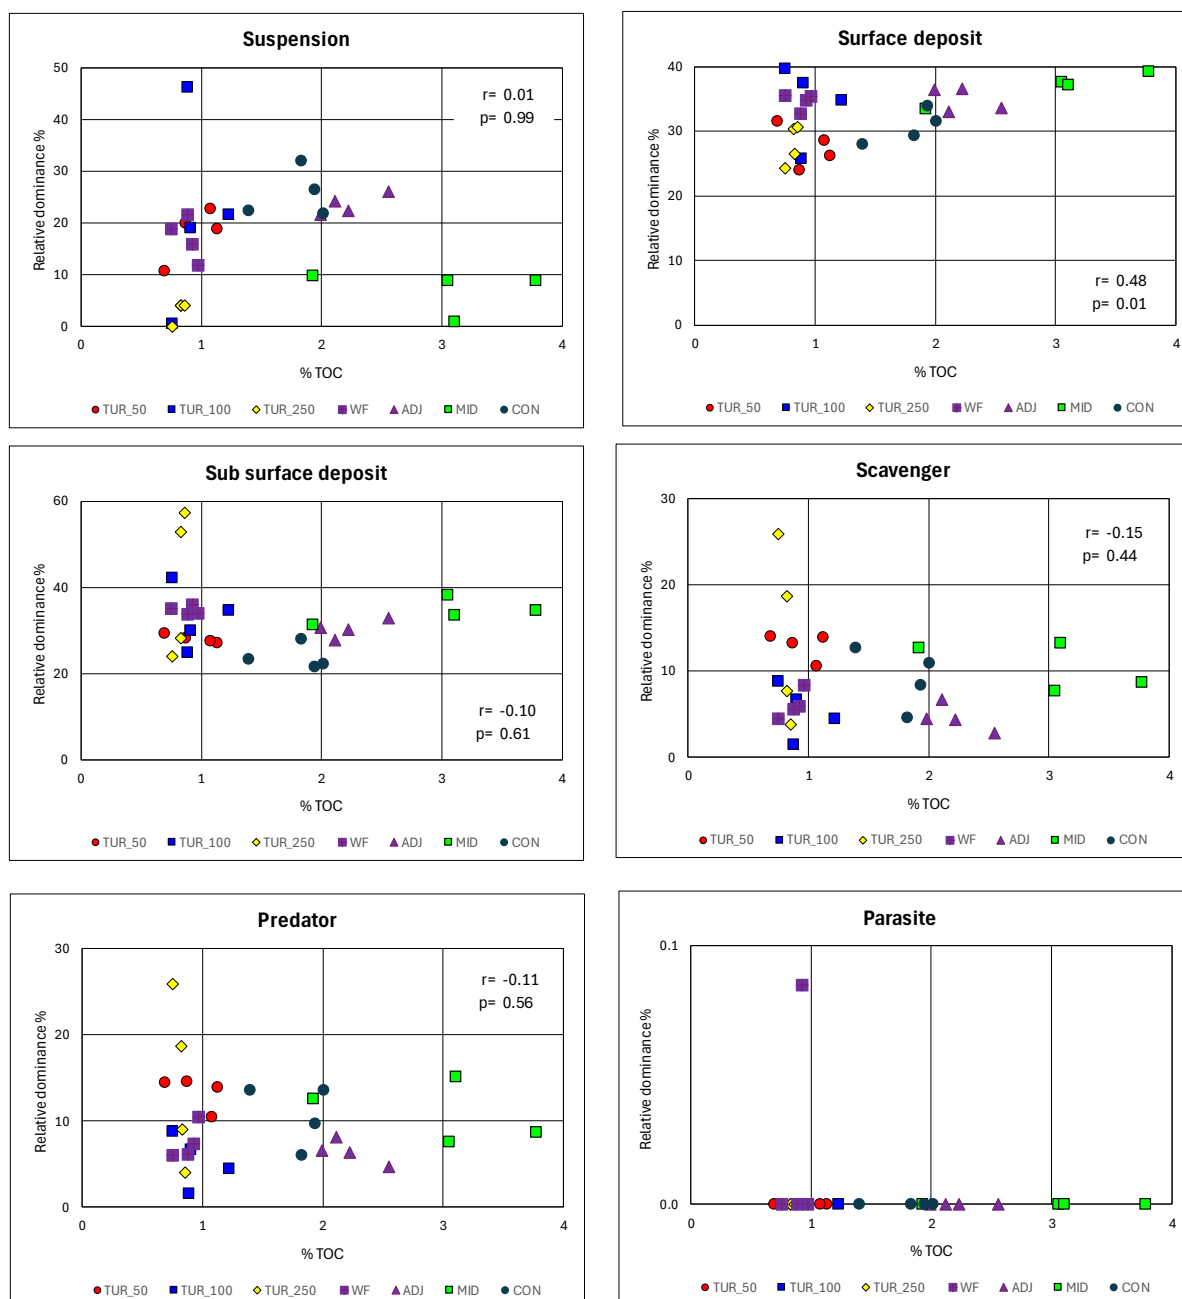 Suspension
50
40
30
20
10
0
Relative dominance %
r= 0.01
p= 0.99
0 1 2 3 4
% TOC
TUR_50 TUR_100 TUR_250 WF ADJ MID CON
Surface deposit
40
30
20
10
0
Relative dominance %
r= 0.48
p= 0.01
0 1 2 3 4
% TOC
TUR_50 TUR_100 TUR_250 WF ADJ MID CON
Sub surface deposit
60
40
20
0
Relative dominance %
r= -0.10
p= 0.61
0 1 2 3 4
% TOC
TUR_50 TUR_100 TUR_250 WF ADJ MID CON
Scavenger
30
20
10
0
Relative dominance %
r= -0.15
p= 0.44
0 1 2 3 4
% TOC
TUR_50 TUR_100 TUR_250 WF ADJ MID CON
Predator
30
20
10
0
Relative dominance %
r= -0.11
p= 0.56
0 1 2 3 4
% TOC
TUR_50 TUR_100 TUR_250 WF ADJ MID CON
Parasite
0.1
0.0
Relative dominance %
0 1 2 3 4
% TOC
TUR_50 TUR_100 TUR_250 WF ADJ MID CON